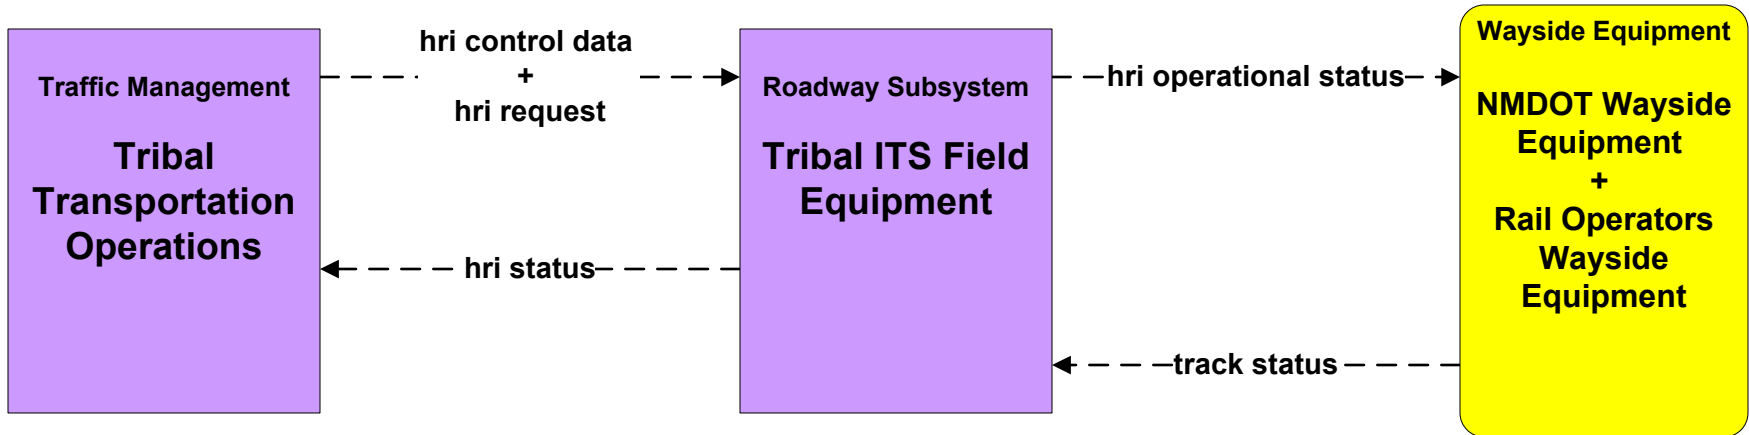 Traffic Management
Tribal
Transportation
Operations
hri control data
+
hri request
hri status
Roadway Subsystem
Tribal ITS Field
Equipment
hri operational status
track status
Wayside Equipment
NMDOT Wayside
Equipment
+
Rail Operators
Wayside
Equipment